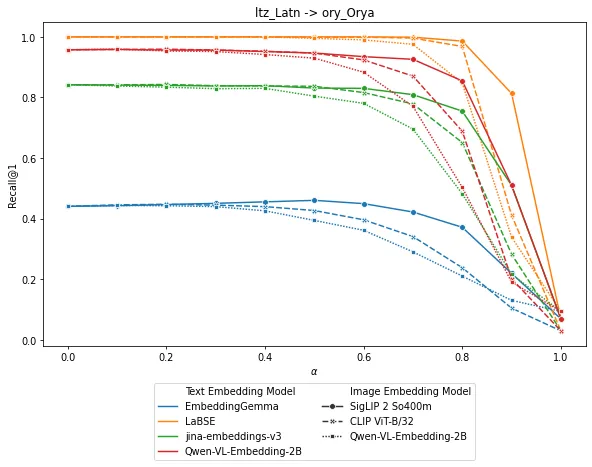 ltz_Latn -> ory_Orya
Recall@1
1.0
0.8
0.6
0.4
0.2
0.0
0.0 0.2 0.4 0.6 0.8 1.0
α
Text Embedding Model
EmbeddingGemma
LaBSE
jina-embeddings-v3
Qwen-VL-Embedding-2B
Image Embedding Model
SigLIP 2 So400m
CLIP ViT-B/32
Qwen-VL-Embedding-2B